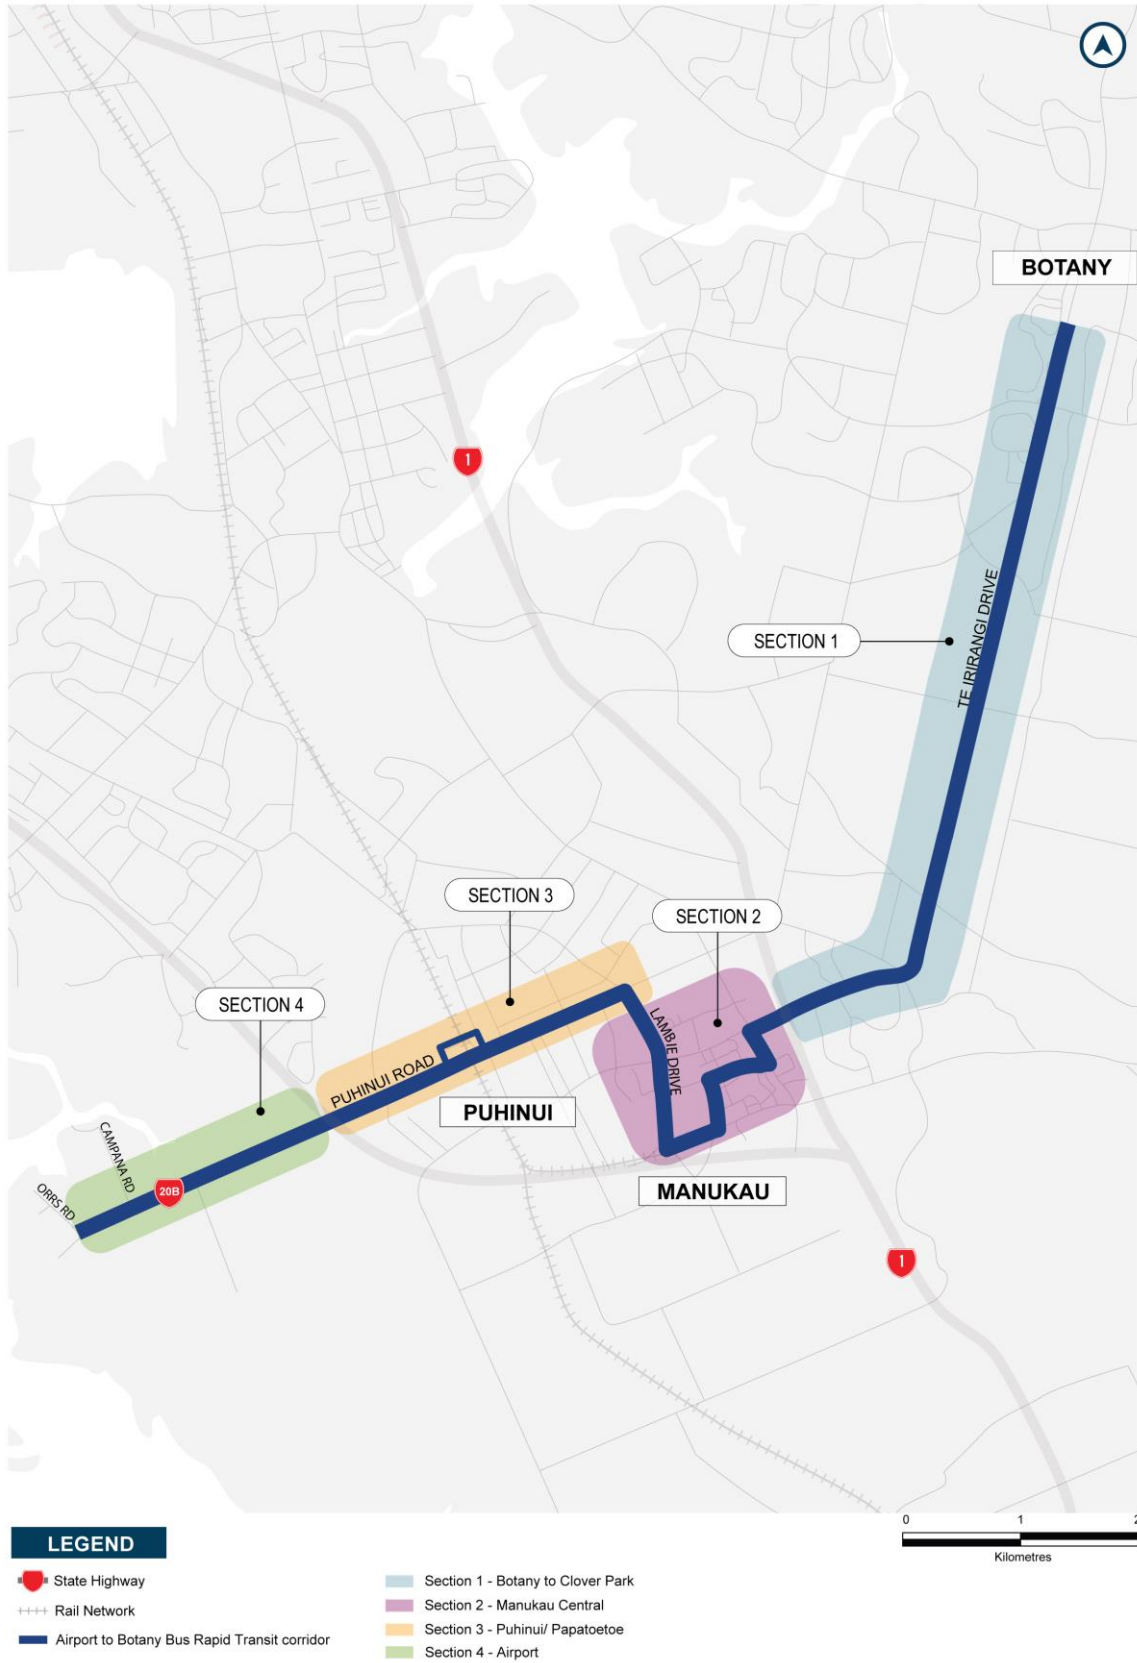 BOTANY
1
SECTION 1
TE IRIRANGI DRIVE
SECTION 3
SECTION 2
SECTION 4
LAMBIE DRIVE
PUHINUI ROAD
PUHINUI
CAMPANA RD
ORRS RD
20B
MANUKAU
1
0 1 2
Kilometres
LEGEND
State Highway
Rail Network
Airport to Botany Bus Rapid Transit corridor
Section 1 - Botany to Clover Park
Section 2 - Manukau Central
Section 3 - Puhinui/ Papatoetoe
Section 4 - Airport